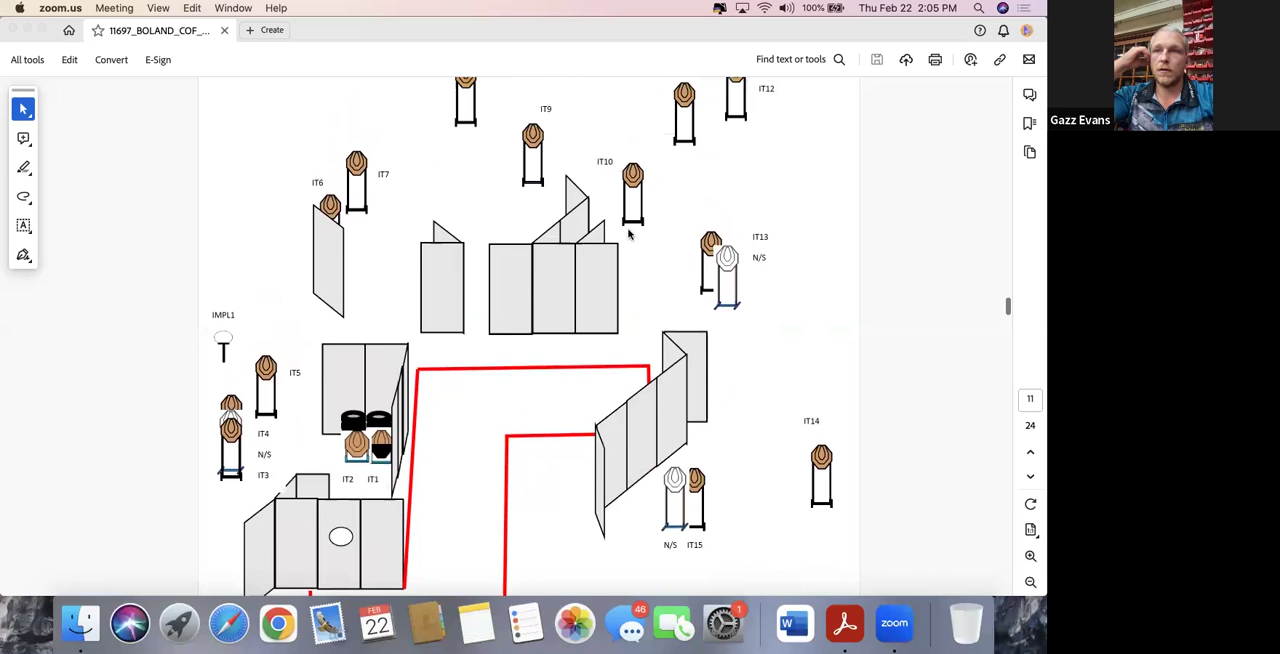 zoom.us Meeting View Edit Window Help 100% Thu Feb 22 2:05 PM
11697_BOLAND_COF_... Create
All tools Edit Convert E-Sign Find text or tools
IT12
IT9
IT10
IT7
IT6
IT13
N/S
IMPL1
IT5
11
24
IT14
IT4
N/S
IT3
IT2 IT1
N/S IT15
Gazz Evans
FEB
22
46
1
zoom